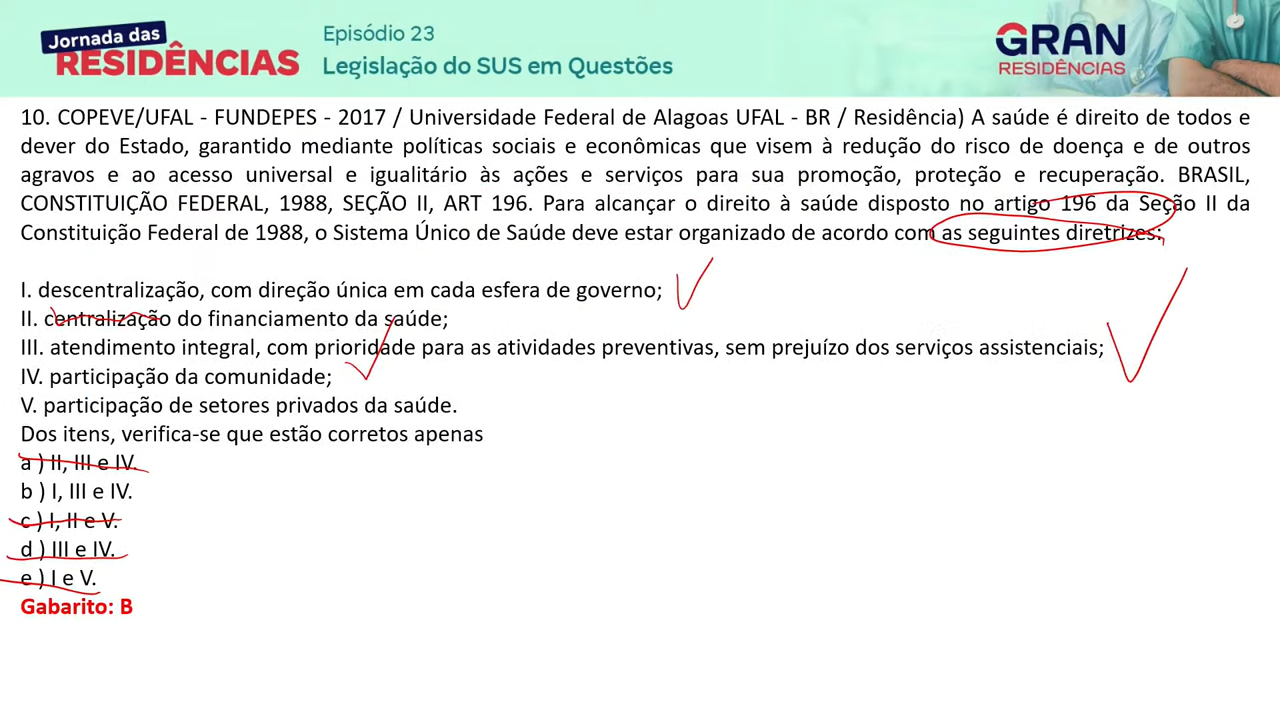 Jornada das
RESIDÊNCIAS
Episódio 23
Legislação do SUS em Questões
GRAN
RESIDÊNCIAS
10. COPEVE/UFAL - FUNDEPES - 2017 / Universidade Federal de Alagoas UFAL - BR / Residência) A saúde é direito de todos e
dever do Estado, garantido mediante políticas sociais e econômicas que visem à redução do risco de doença e de outros
agravos e ao acesso universal e igualitário às ações e serviços para sua promoção, proteção e recuperação. BRASIL,
CONSTITUIÇÃO FEDERAL, 1988, SEÇÃO II, ART 196. Para alcançar o direito à saúde disposto no artigo 196 da Seção II da
Constituição Federal de 1988, o Sistema Único de Saúde deve estar organizado de acordo com as seguintes diretrizes:
I. descentralização, com direção única em cada esfera de governo;
II. centralização do financiamento da saúde;
III. atendimento integral, com prioridade para as atividades preventivas, sem prejuízo dos serviços assistenciais;
IV. participação da comunidade;
V. participação de setores privados da saúde.
Dos itens, verifica-se que estão corretos apenas
a ) II, III e IV.
b ) I, III e IV.
c ) I, II e V.
d ) III e IV.
e ) I e V.
Gabarito: B